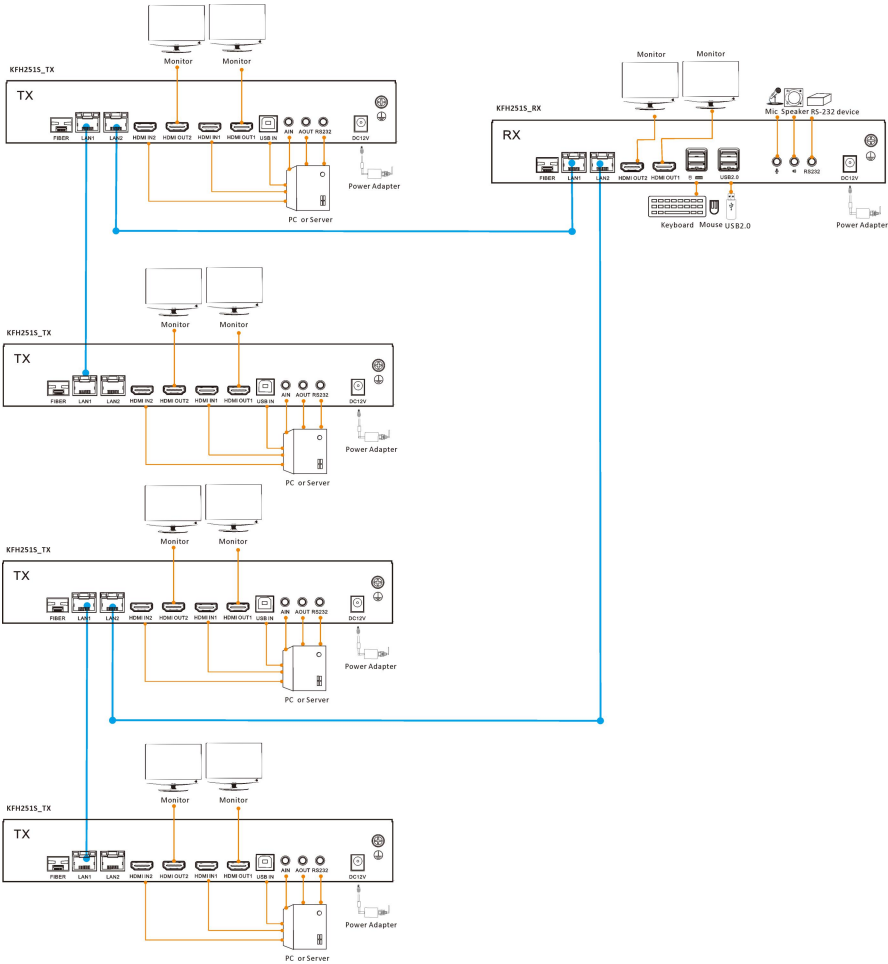 Monitor Monitor
KFH251S_TX
TX
FIBER LAN1 LAN2 HDMI IN2 HDMI OUT2 HDMI IN1 HDMI OUT1 USB IN AIN AOUT RS232 DC12V
Power Adapter
PC or Server
Monitor Monitor
KFH251S_RX
Mic Speaker RS-232 device
RX
FIBER LAN1 LAN2 HDMI OUT2 HDMI OUT1 USB2.0 RS232 DC12V
Keyboard Mouse USB2.0
Power Adapter
Monitor Monitor
KFH251S_TX
TX
FIBER LAN1 LAN2 HDMI IN2 HDMI OUT2 HDMI IN1 HDMI OUT1 USB IN AIN AOUT RS232 DC12V
Power Adapter
PC or Server
Monitor Monitor
KFH251S_TX
TX
FIBER LAN1 LAN2 HDMI IN2 HDMI OUT2 HDMI IN1 HDMI OUT1 USB IN AIN AOUT RS232 DC12V
Power Adapter
PC or Server
Monitor Monitor
KFH251S_TX
TX
FIBER LAN1 LAN2 HDMI IN2 HDMI OUT2 HDMI IN1 HDMI OUT1 USB IN AIN AOUT RS232 DC12V
Power Adapter
PC or Server